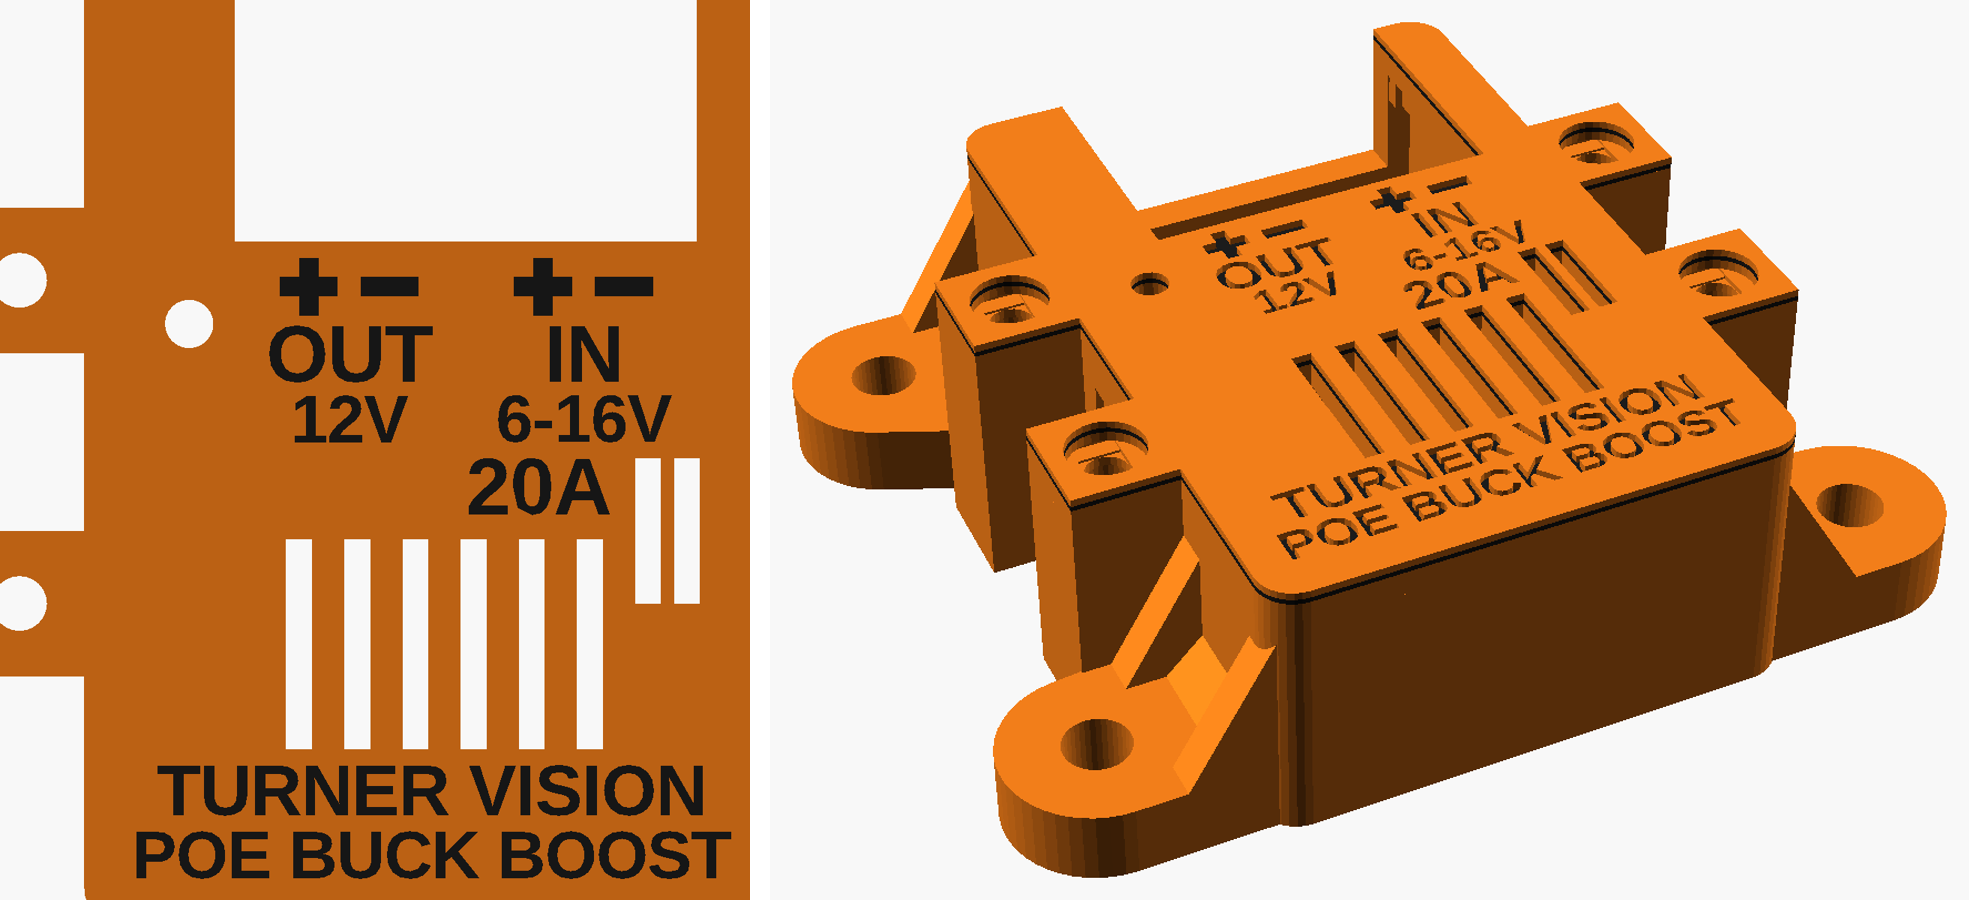 + - + -
OUT IN
12V 6-16V
20A
TURNER VISION
POE BUCK BOOST
+ - + -
OUT IN
12V 6-16V
20A
TURNER VISION
POE BUCK BOOST